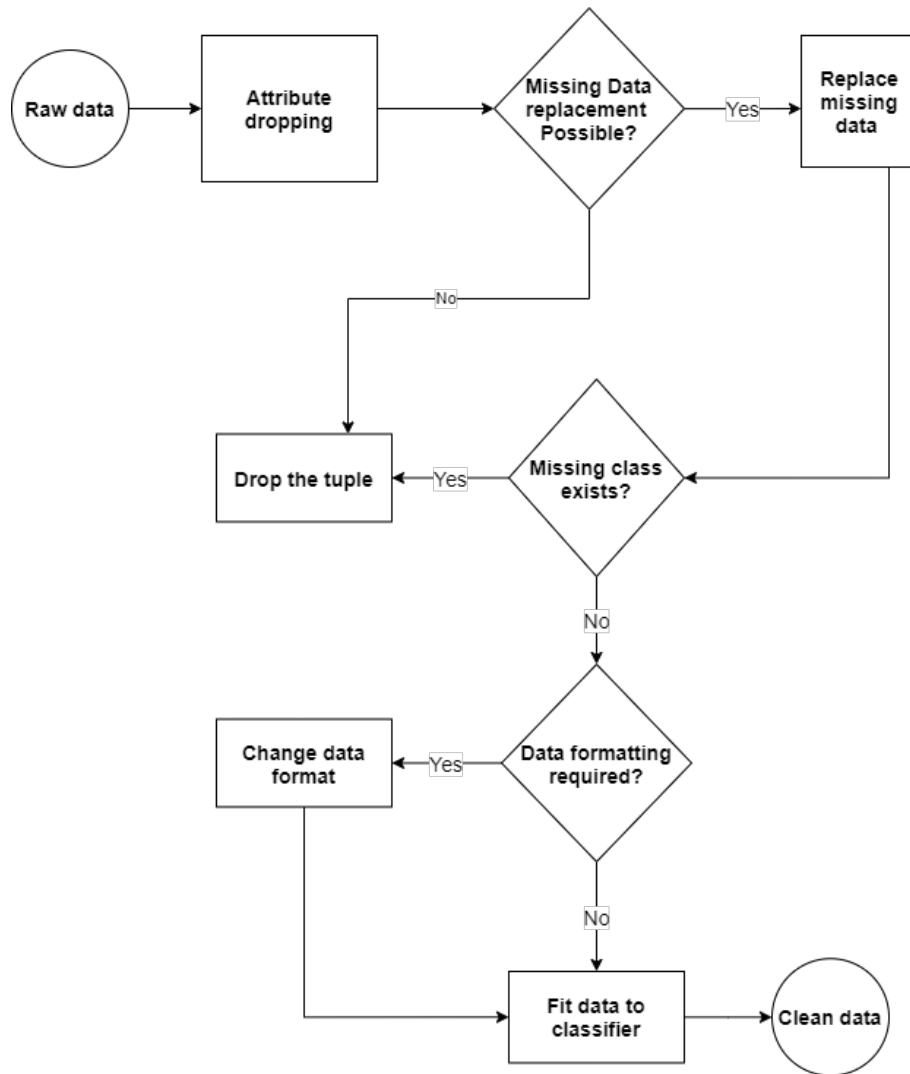 Raw data
Attribute
dropping
Missing Data
replacement
Possible?
Yes
Replace
missing
data
No
Drop the tuple
Yes
Missing class
exists?
No
Change data
format
Yes
Data formatting
required?
No
Fit data to
classifier
Clean data